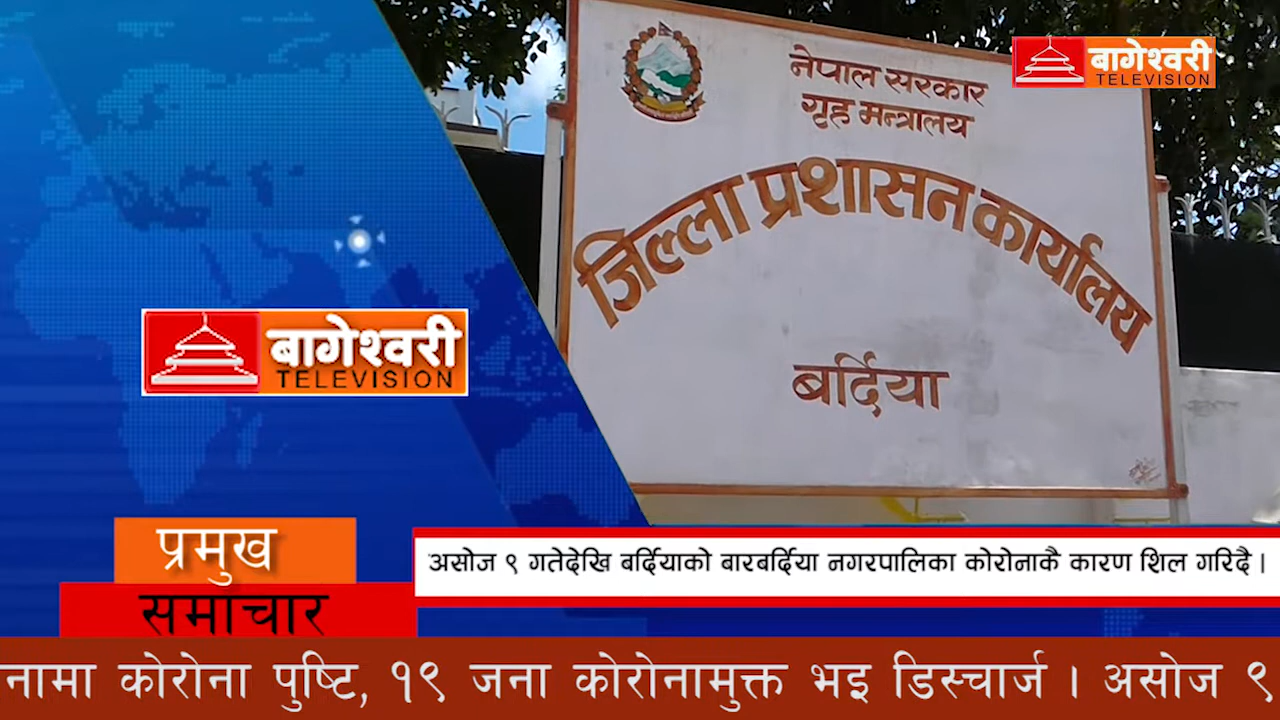 बागेश्वरी
TELEVISION
नेपाल सरकार
गृह मन्त्रालय
जिल्ला प्रशासन कार्यालय
बर्दिया
बागेश्वरी
TELEVISION
प्रमुख
समाचार
असोज ९ गतेदेखि बर्दियाको बारबर्दिया नगरपालिका कोरोनाकै कारण शिल गरिदै ।
नामा कोरोना पुष्टि, १९ जना कोरोनामुक्त भइ डिस्चार्ज । असोज ९